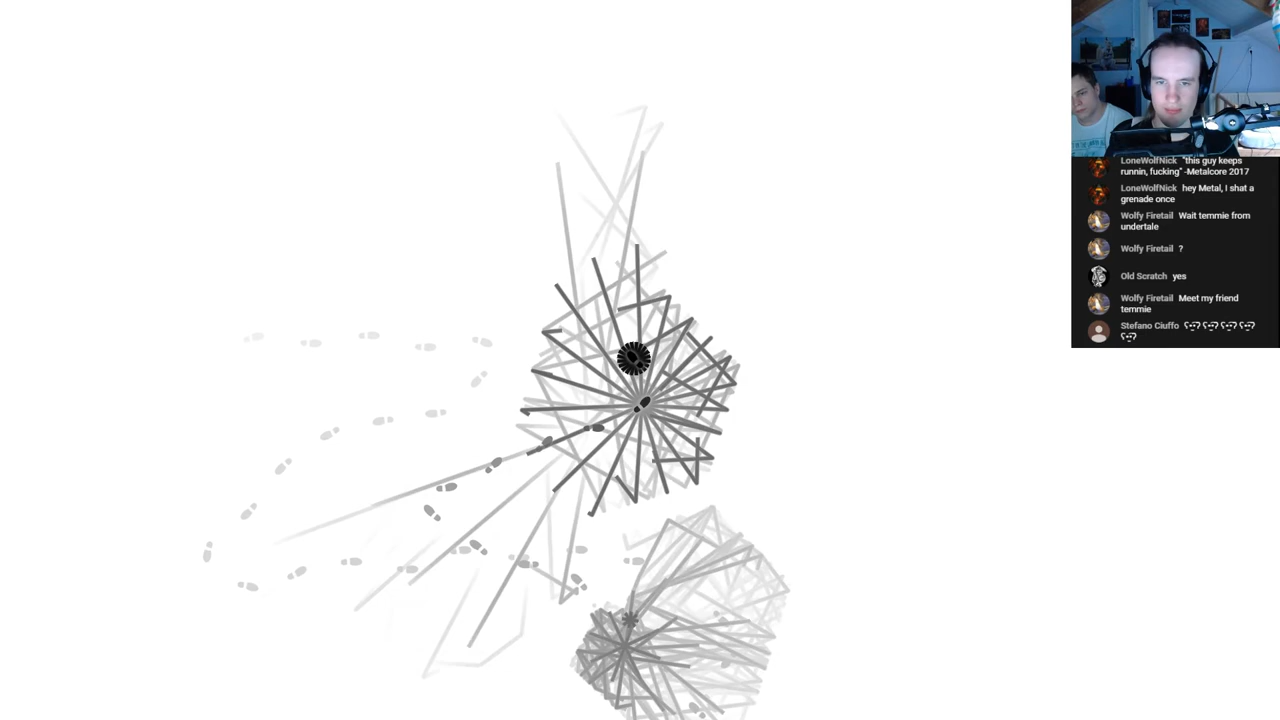 LoneWolfNick "this guy keeps
runnin, fucking" -Metalcore 2017
LoneWolfNick hey Metal, I shat a
grenade once
Wolfy Firetail Wait temmie from
undertale
Wolfy Firetail ?
Old Scratch yes
Wolfy Firetail Meet my friend
temmie
Stefano Ciuffo ʕ•ᴥ•ʔ ʕ•ᴥ•ʔ ʕ•ᴥ•ʔ ʕ•ᴥ•ʔ
ʕ•ᴥ•ʔ